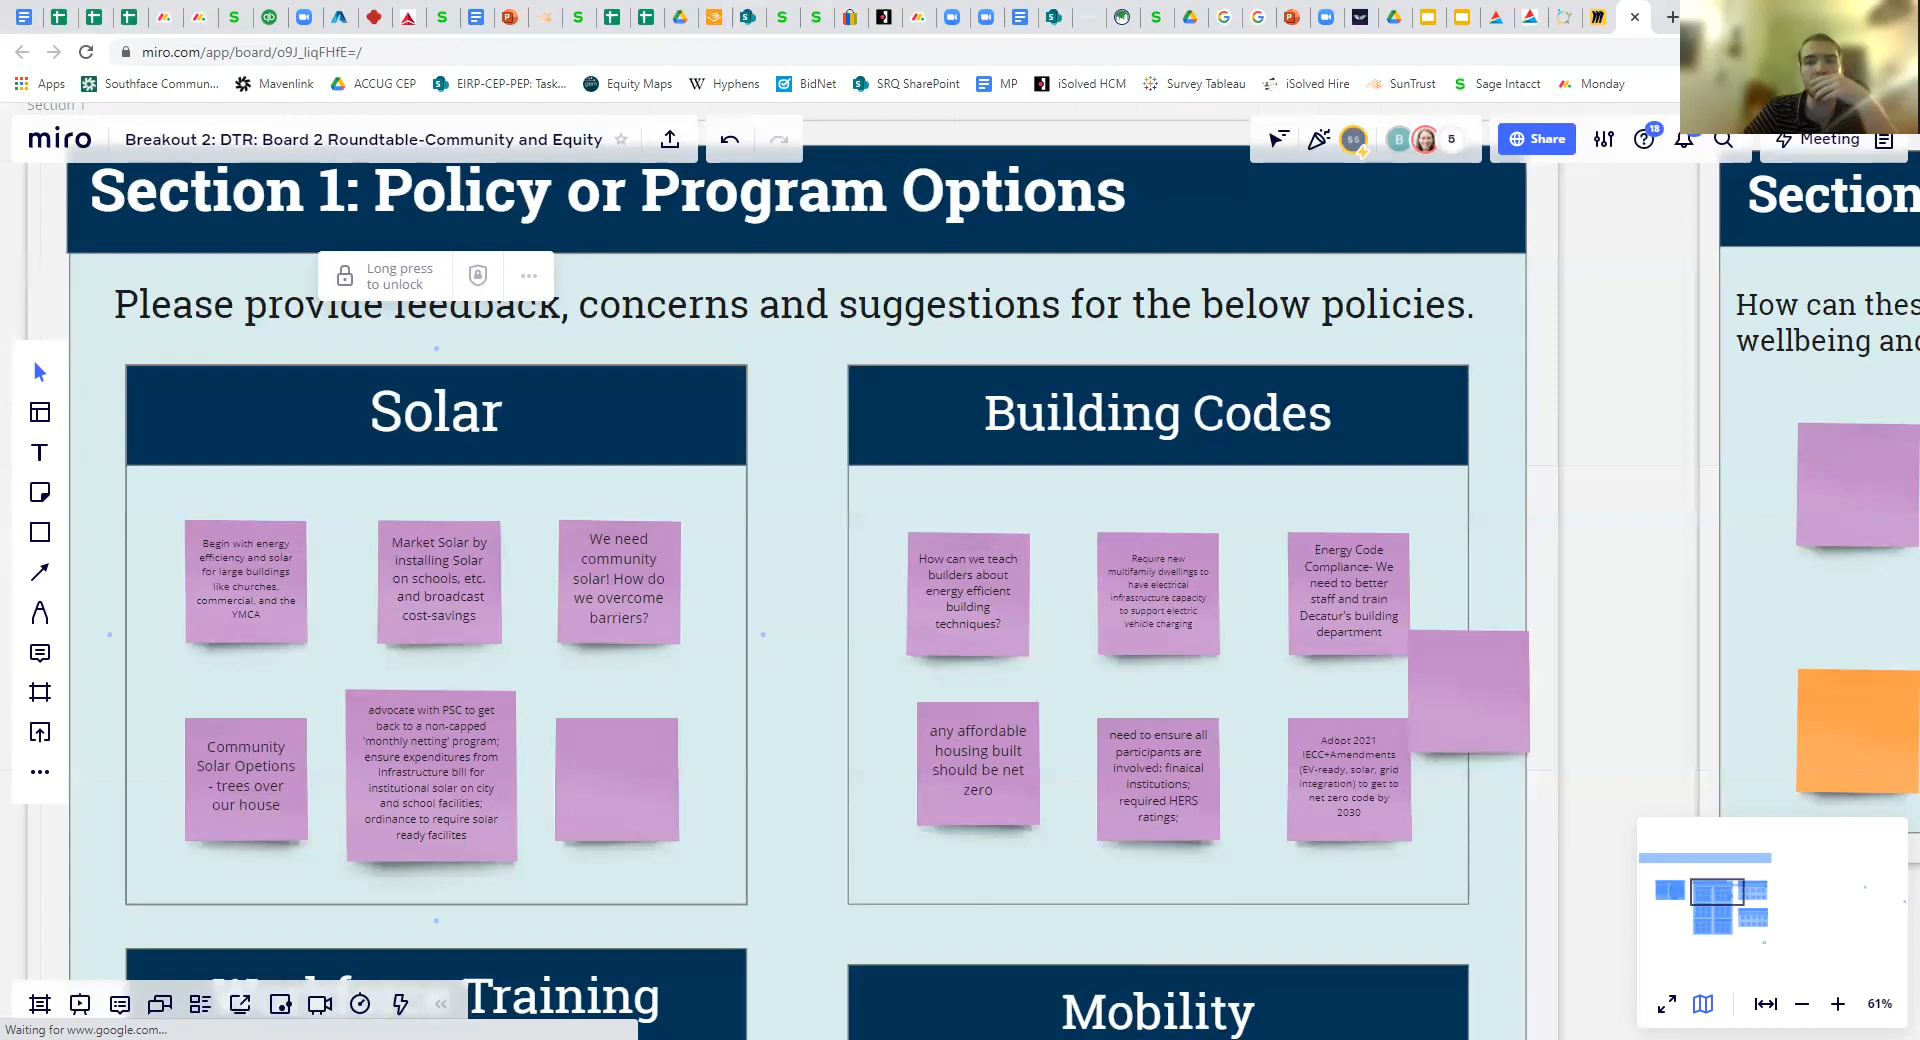 miro.com/app/board/o9J_liqFHfE=/
Apps
Southface Commun...
Mavenlink
ACCUG CEP
EIRP-CEP-PEP: Task...
Equity Maps
Hyphens
BidNet
SRQ SharePoint
MP
iSolved HCM
Survey Tableau
iSolved Hire
SunTrust
Sage Intacct
Monday
Section 1
miro
Breakout 2: DTR: Board 2 Roundtable-Community and Equity
SS
B
5
Share
18
Meeting
Section 1: Policy or Program Options
Section
Long press
to unlock
Please provide feedback, concerns and suggestions for the below policies.
How can thes
wellbeing and
Solar
Begin with energy
efficiency and solar
for large buildings
like churches,
commercial, and the
YMCA
Market Solar by
installing Solar
on schools, etc.
and broadcast
cost-savings
We need
community
solar! How do
we overcome
barriers?
Community
Solar Opetions
- trees over
our house
advocate with PSC to get
back to a non-capped
'monthly netting' program;
ensure expenditures from
infrastructure bill for
institutional solar on city
and school facilities;
ordinance to require solar
ready facilites
Building Codes
How can we teach
builders about
energy efficient
building
techniques?
Require new
multifamily dwellings to
have electrical
infrastructure capacity
to support electric
vehicle charging
Energy Code
Compliance- We
need to better
staff and train
Decatur's building
department
any affordable
housing built
should be net
zero
need to ensure all
participants are
involved: finaical
institutions;
required HERS
ratings;
Adopt 2021
IECC+Amendments
(EV-ready, solar, grid
integration) to get to
net zero code by
2030
Training
Mobility
61%
Waiting for www.google.com...